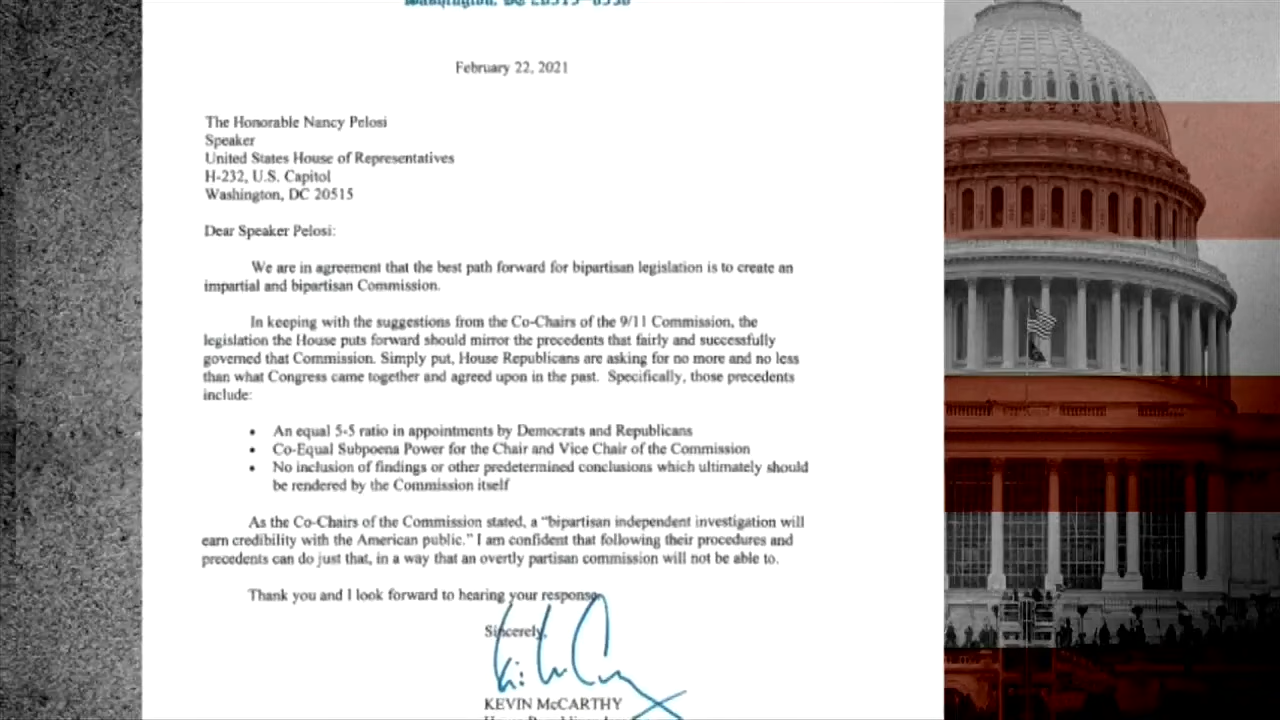 Washington, DC 20515-0538
February 22, 2021
The Honorable Nancy Pelosi
Speaker
United States House of Representatives
H-232, U.S. Capitol
Washington, DC 20515
Dear Speaker Pelosi:
We are in agreement that the best path forward for bipartisan legislation is to create an
impartial and bipartisan Commission.
In keeping with the suggestions from the Co-Chairs of the 9/11 Commission, the
legislation the House puts forward should mirror the precedents that fairly and successfully
governed that Commission. Simply put, House Republicans are asking for no more and no less
than what Congress came together and agreed upon in the past. Specifically, those precedents
include:
• An equal 5-5 ratio in appointments by Democrats and Republicans
• Co-Equal Subpoena Power for the Chair and Vice Chair of the Commission
• No inclusion of findings or other predetermined conclusions which ultimately should
be rendered by the Commission itself
As the Co-Chairs of the Commission stated, a “bipartisan independent investigation will
earn credibility with the American public.” I am confident that following their procedures and
precedents can do just that, in a way that an overtly partisan commission will not be able to.
Thank you and I look forward to hearing your response.
Sincerely,
KEVIN McCARTHY